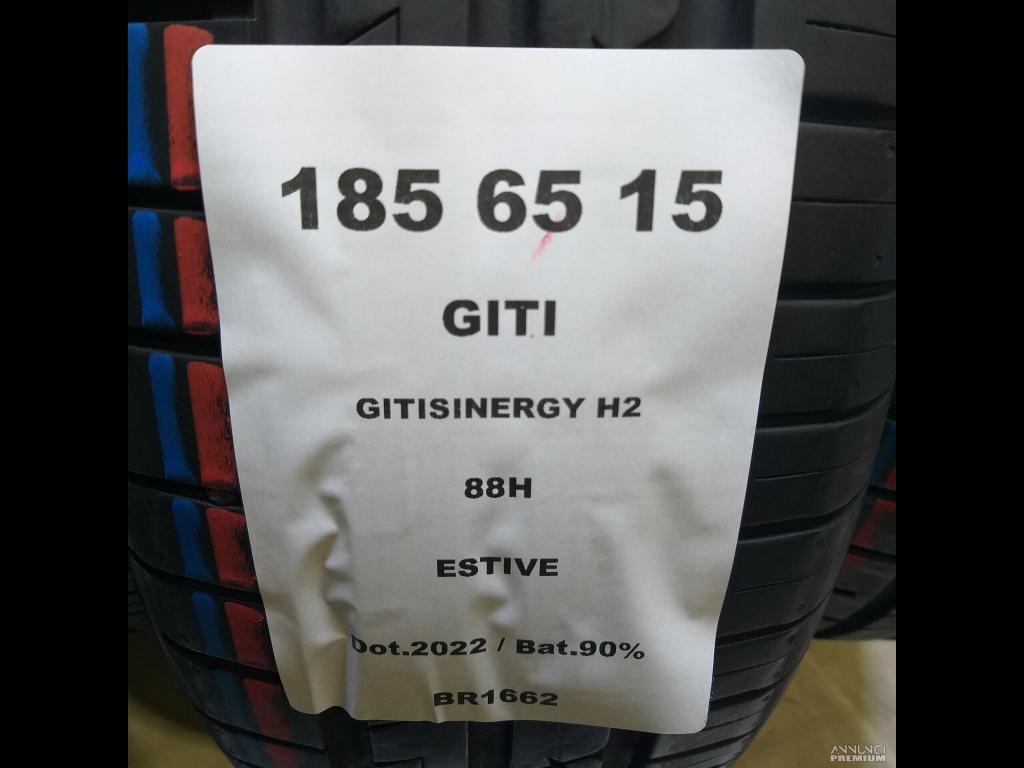 185 65 15
GITI
GITISINERGY H2
88H
ESTIVE
Dot.2022 / Bat.90%
BR1662
ANNUNCI
PREMIUM